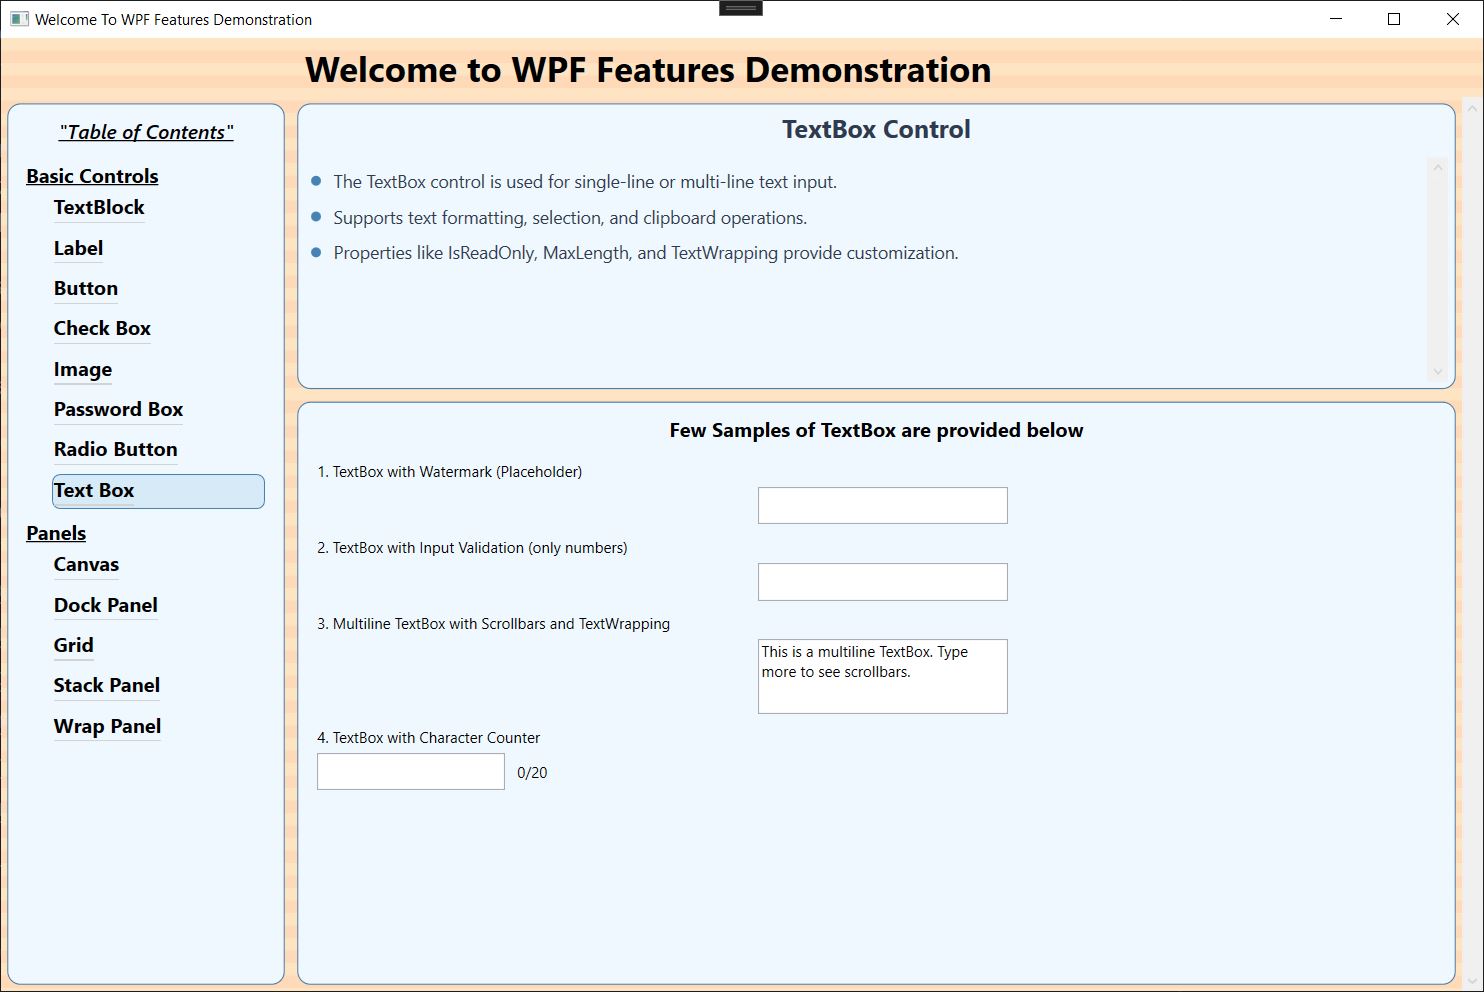 Welcome To WPF Features Demonstration
Welcome to WPF Features Demonstration
"Table of Contents"
Basic Controls
TextBlock
Label
Button
Check Box
Image
Password Box
Radio Button
Text Box
Panels
Canvas
Dock Panel
Grid
Stack Panel
Wrap Panel
TextBox Control
The TextBox control is used for single-line or multi-line text input.
Supports text formatting, selection, and clipboard operations.
Properties like IsReadOnly, MaxLength, and TextWrapping provide customization.
Few Samples of TextBox are provided below
1. TextBox with Watermark (Placeholder)
2. TextBox with Input Validation (only numbers)
3. Multiline TextBox with Scrollbars and TextWrapping
This is a multiline TextBox. Type
more to see scrollbars.
4. TextBox with Character Counter
0/20